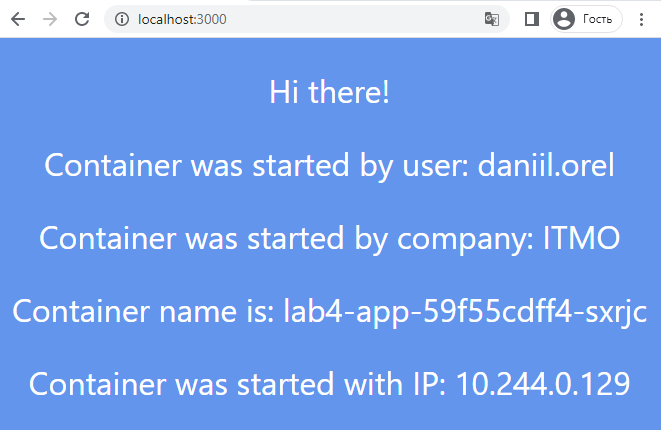 localhost:3000
Гость
Hi there!
Container was started by user: daniil.orel
Container was started by company: ITMO
Container name is: lab4-app-59f55cdff4-sxrjc
Container was started with IP: 10.244.0.129